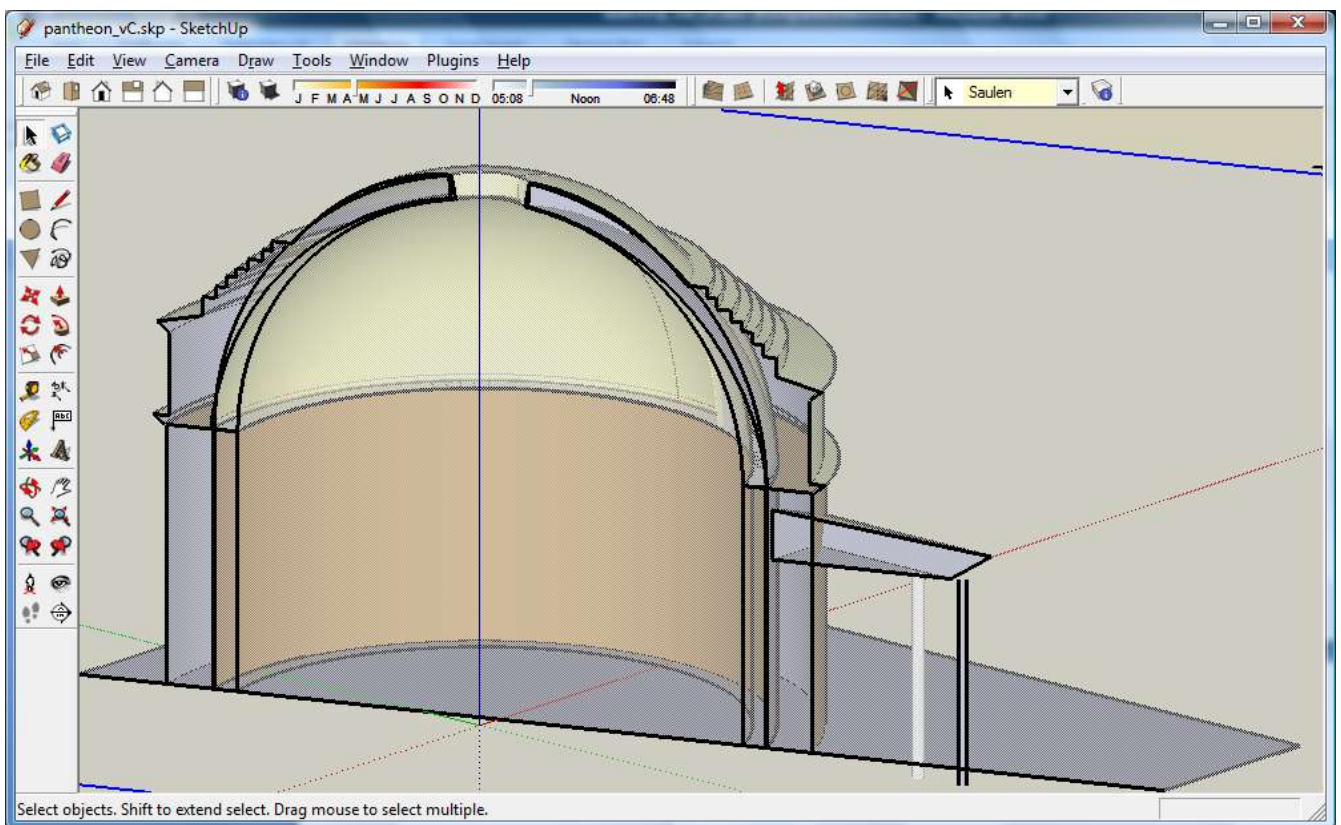 pantheon_vC.skp - SketchUp
File Edit View Camera Draw Tools Window Plugins Help
J F M A M J J A S O N D 05:08 Noon 06:48 Saulen
ABC
Select objects. Shift to extend select. Drag mouse to select multiple.